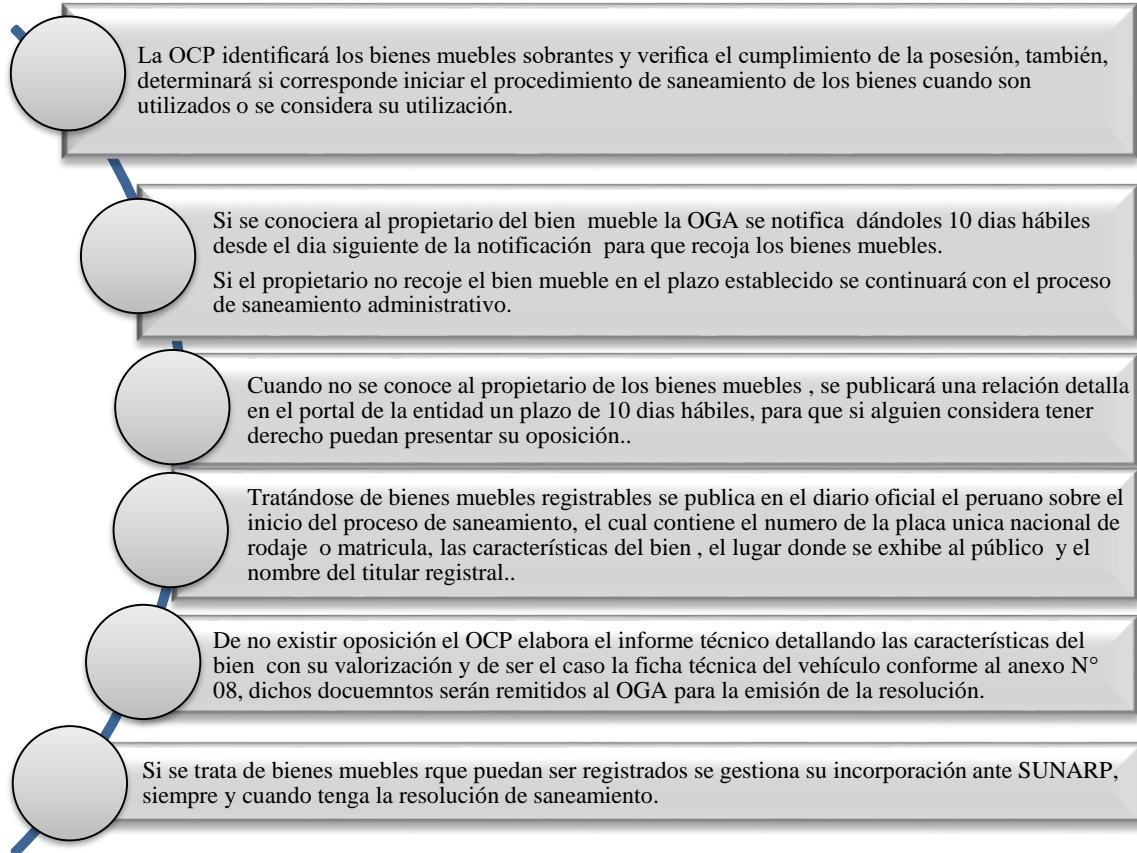 La OCP identificará los bienes muebles sobrantes y verifica el cumplimiento de la posesión, también,
determinará si corresponde iniciar el procedimiento de saneamiento de los bienes cuando son
utilizados o se considera su utilización.
Si se conociera al propietario del bien mueble la OGA se notifica dándoles 10 dias hábiles
desde el dia siguiente de la notificación para que recoja los bienes muebles.
Si el propietario no recoje el bien mueble en el plazo establecido se continuará con el proceso
de saneamiento administrativo.
Cuando no se conoce al propietario de los bienes muebles , se publicará una relación detalla
en el portal de la entidad un plazo de 10 dias hábiles, para que si alguien considera tener
derecho puedan presentar su oposición..
Tratándose de bienes muebles registrables se publica en el diario oficial el peruano sobre el
inicio del proceso de saneamiento, el cual contiene el numero de la placa unica nacional de
rodaje o matricula, las características del bien , el lugar donde se exhibe al público y el
nombre del titular registral..
De no existir oposición el OCP elabora el informe técnico detallando las características del
bien con su valorización y de ser el caso la ficha técnica del vehículo conforme al anexo N°
08, dichos docuemntos serán remitidos al OGA para la emisión de la resolución.
Si se trata de bienes muebles rque puedan ser registrados se gestiona su incorporación ante SUNARP,
siempre y cuando tenga la resolución de saneamiento.